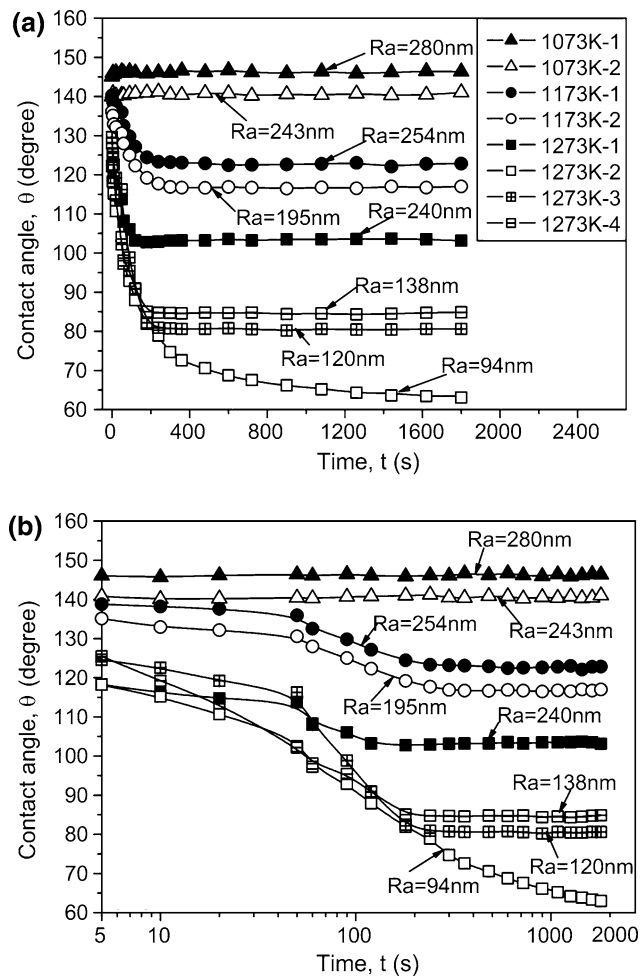 (a)
160
150
140
130
120
110
100
90
80
70
60
Contact angle, θ (degree)
Ra=280nm
Ra=243nm
Ra=254nm
Ra=195nm
Ra=240nm
Ra=138nm
Ra=120nm
Ra=94nm
1073K-1
1073K-2
1173K-1
1173K-2
1273K-1
1273K-2
1273K-3
1273K-4
0 400 800 1200 1600 2000 2400
Time, t (s)
(b)
160
150
140
130
120
110
100
90
80
70
60
Contact angle, θ (degree)
Ra=280nm
Ra=243nm
Ra=254nm
Ra=195nm
Ra=240nm
Ra=138nm
Ra=120nm
Ra=94nm
5 10 100 1000 2000
Time, t (s)